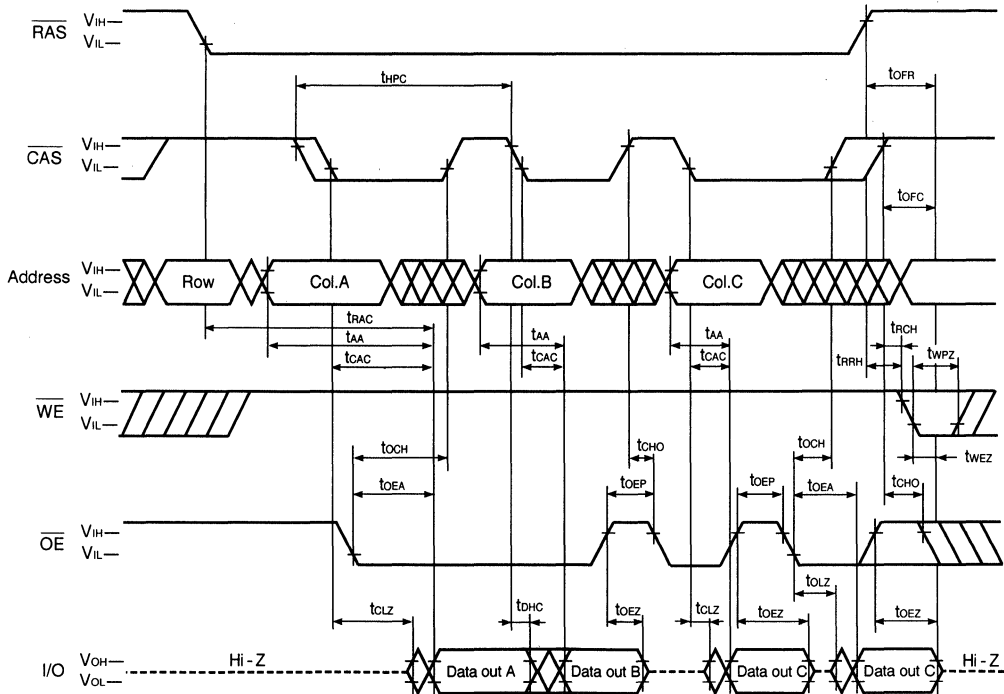 RAS VIH VIL
tHPC tOFR
CAS VIH VIL
tOFC
Address VIH VIL Row Col.A Col.B Col.C
tRAC
tAA tAA tAA tRCH
tCAC tCAC tCAC tRRH tWPZ
WE VIH VIL
tOCH tCHO tOCH tWEZ
tOEA tOEP tOEP tOEA tCHO
OE VIH VIL
tCLZ tDHC tOEZ tCLZ tOEZ tOLZ tOEZ
I/O VOH VOL Hi - Z Data out A Data out B Data out C Data out C Hi - Z